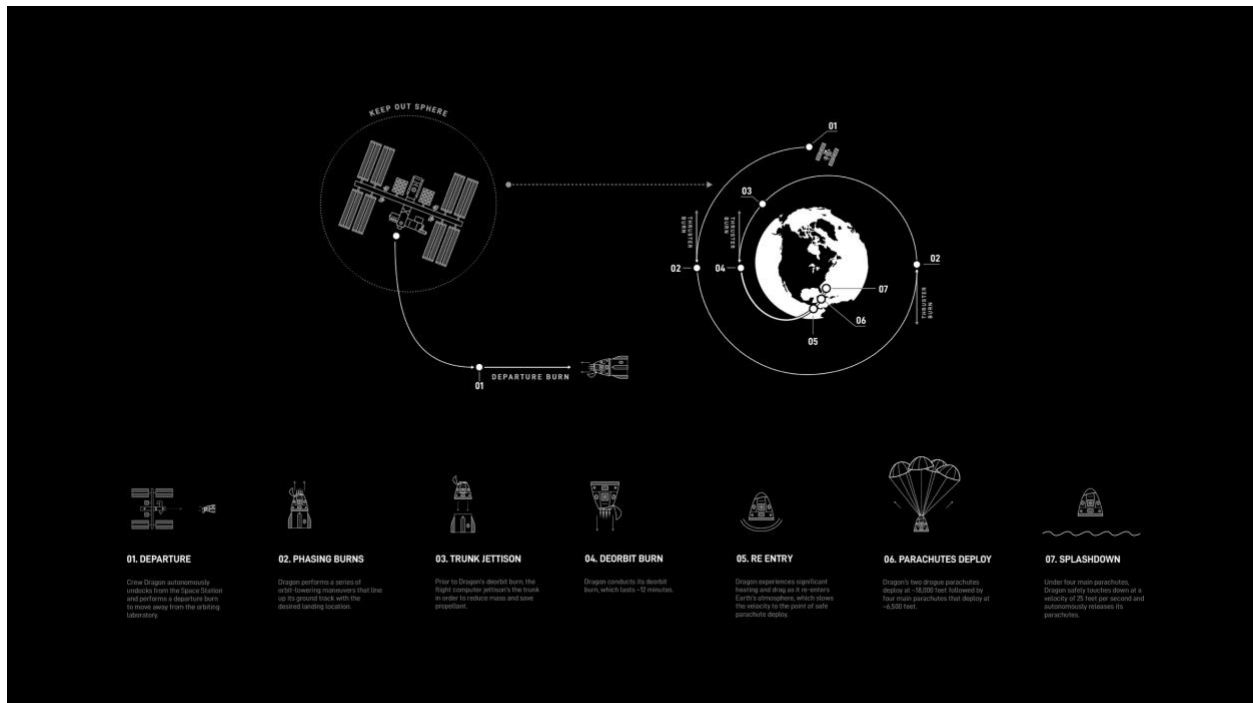 KEEP OUT SPHERE
01
DEPARTURE BURN
01
02
THRUSTER
BURN
03
THRUSTER
BURN
04
02
THRUSTER
BURN
07
06
05
01. DEPARTURE
Crew Dragon autonomously
undocks from the Space Station
and performs a departure burn
to move away from the orbiting
laboratory.
02. PHASING BURNS
Dragon performs a series of
orbit-lowering maneuvers that line
up its ground track with the
desired landing location.
03. TRUNK JETTISON
Prior to Dragon's deorbit burn, the
flight computer jettison's the trunk
in order to reduce mass and save
propellant.
04. DEORBIT BURN
Dragon conducts its deorbit
burn, which lasts ~12 minutes.
05. RE ENTRY
Dragon experiences significant
heating and drag as it re-enters
Earth's atmosphere, which slows
the velocity to the point of safe
parachute deploy.
06. PARACHUTES DEPLOY
Dragon's two drogue parachutes
deploy at ~18,000 feet followed by
four main parachutes that deploy at
~6,500 feet.
07. SPLASHDOWN
Under four main parachutes,
Dragon safely touches down at a
velocity of 25 feet per second and
autonomously releases its
parachutes.